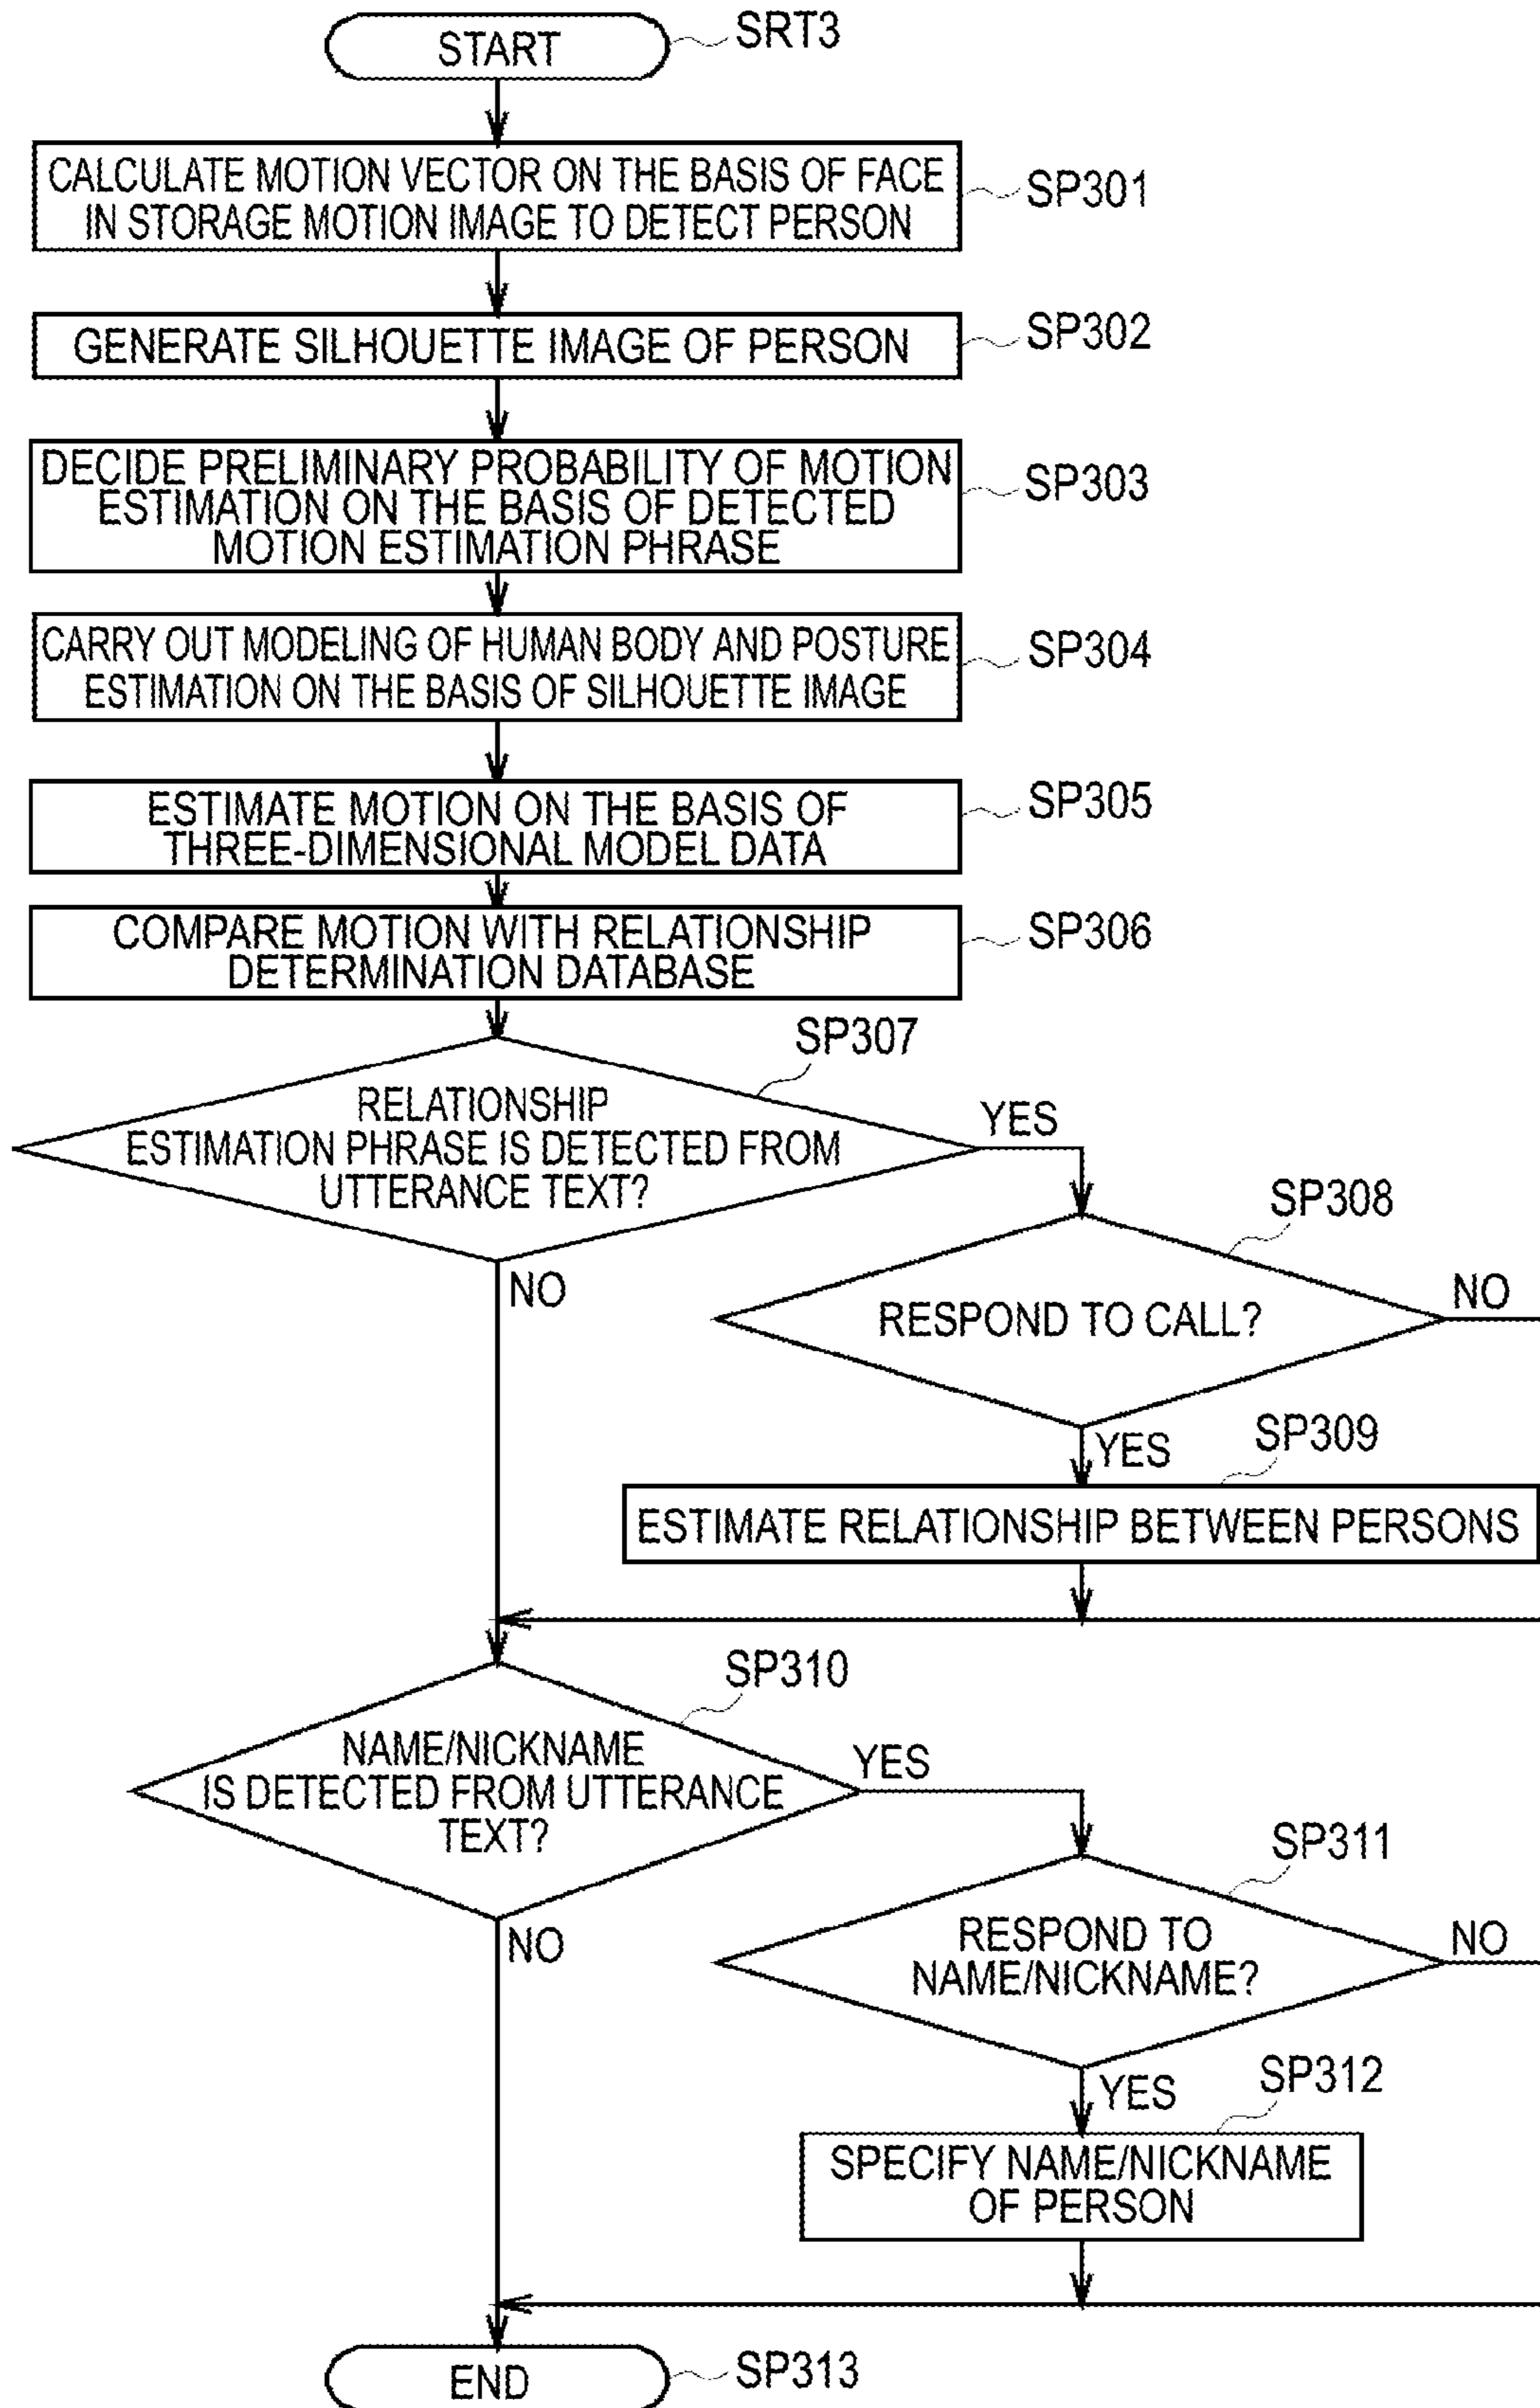 START
SRT3
CALCULATE MOTION VECTOR ON THE BASIS OF FACE
IN STORAGE MOTION IMAGE TO DETECT PERSON
SP301
GENERATE SILHOUETTE IMAGE OF PERSON
SP302
DECIDE PRELIMINARY PROBABILITY OF MOTION
ESTIMATION ON THE BASIS OF DETECTED
MOTION ESTIMATION PHRASE
SP303
CARRY OUT MODELING OF HUMAN BODY AND POSTURE
ESTIMATION ON THE BASIS OF SILHOUETTE IMAGE
SP304
ESTIMATE MOTION ON THE BASIS OF
THREE-DIMENSIONAL MODEL DATA
SP305
COMPARE MOTION WITH RELATIONSHIP
DETERMINATION DATABASE
SP306
SP307
RELATIONSHIP
ESTIMATION PHRASE IS DETECTED FROM
UTTERANCE TEXT?
YES
NO
SP308
RESPOND TO CALL?
NO
YES
SP309
ESTIMATE RELATIONSHIP BETWEEN PERSONS
SP310
NAME/NICKNAME
IS DETECTED FROM UTTERANCE
TEXT?
YES
NO
SP311
RESPOND TO
NAME/NICKNAME?
NO
YES
SP312
SPECIFY NAME/NICKNAME
OF PERSON
END
SP313